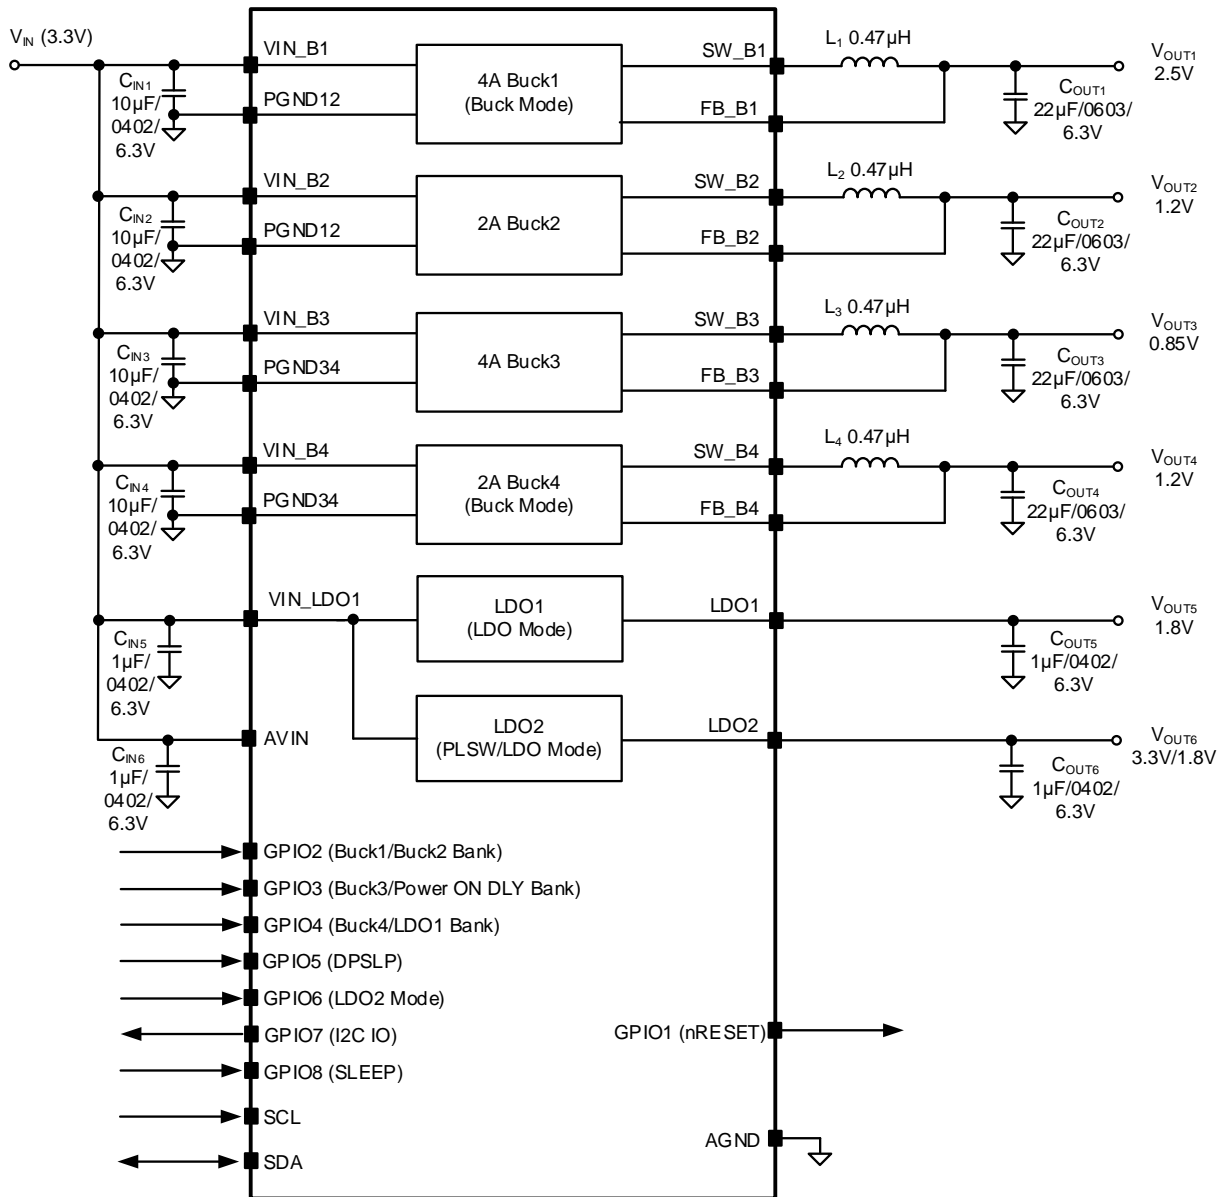 VIN (3.3V)
CIN1
10µF/
0402/
6.3V
VIN_B1
PGND12
4A Buck1
(Buck Mode)
SW_B1
FB_B1
L1 0.47µH
COUT1
22µF/0603/
6.3V
VOUT1
2.5V
CIN2
10µF/
0402/
6.3V
VIN_B2
PGND12
2A Buck2
SW_B2
FB_B2
L2 0.47µH
COUT2
22µF/0603/
6.3V
VOUT2
1.2V
CIN3
10µF/
0402/
6.3V
VIN_B3
PGND34
4A Buck3
SW_B3
FB_B3
L3 0.47µH
COUT3
22µF/0603/
6.3V
VOUT3
0.85V
CIN4
10µF/
0402/
6.3V
VIN_B4
PGND34
2A Buck4
(Buck Mode)
SW_B4
FB_B4
L4 0.47µH
COUT4
22µF/0603/
6.3V
VOUT4
1.2V
CIN5
1µF/
0402/
6.3V
VIN_LDO1
LDO1
(LDO Mode)
LDO1
COUT5
1µF/0402/
6.3V
VOUT5
1.8V
CIN6
1µF/
0402/
6.3V
AVIN
LDO2
(PLSW/LDO Mode)
LDO2
COUT6
1µF/0402/
6.3V
VOUT6
3.3V/1.8V
GPIO2 (Buck1/Buck2 Bank)
GPIO3 (Buck3/Power ON DLY Bank)
GPIO4 (Buck4/LDO1 Bank)
GPIO5 (DPSLP)
GPIO6 (LDO2 Mode)
GPIO7 (I2C IO)
GPIO1 (nRESET)
GPIO8 (SLEEP)
SCL
AGND
SDA